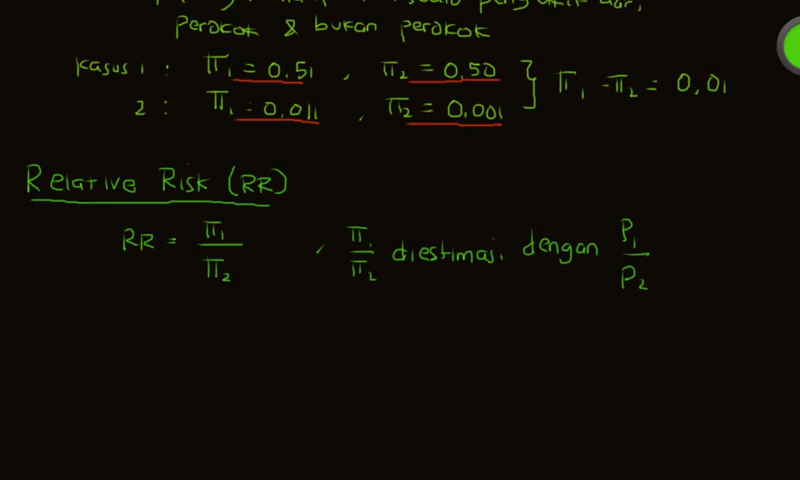 perokok & bukan perokok
kasus 1 : π₁ = 0.51 , π₂ = 0.50 } π₁ - π₂ = 0,01
2 : π₁ = 0.011 , π₂ = 0.001
Relative Risk (RR)
RR = π₁/π₂ , π₁/π₂ diestimasi dengan P₁/P₂